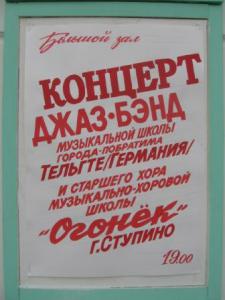 Большой зал
КОНЦЕРТ
ДЖАЗ-БЭНД
МУЗЫКАЛЬНОЙ ШКОЛЫ
ГОРОДА-ПОБРАТИМА
ТЕЛЬГТЕ/ГЕРМАНИЯ/
И СТАРШЕГО ХОРА
МУЗЫКАЛЬНО-ХОРОВОЙ
ШКОЛЫ
"Огонёк"
Г. СТУПИНО
19.00